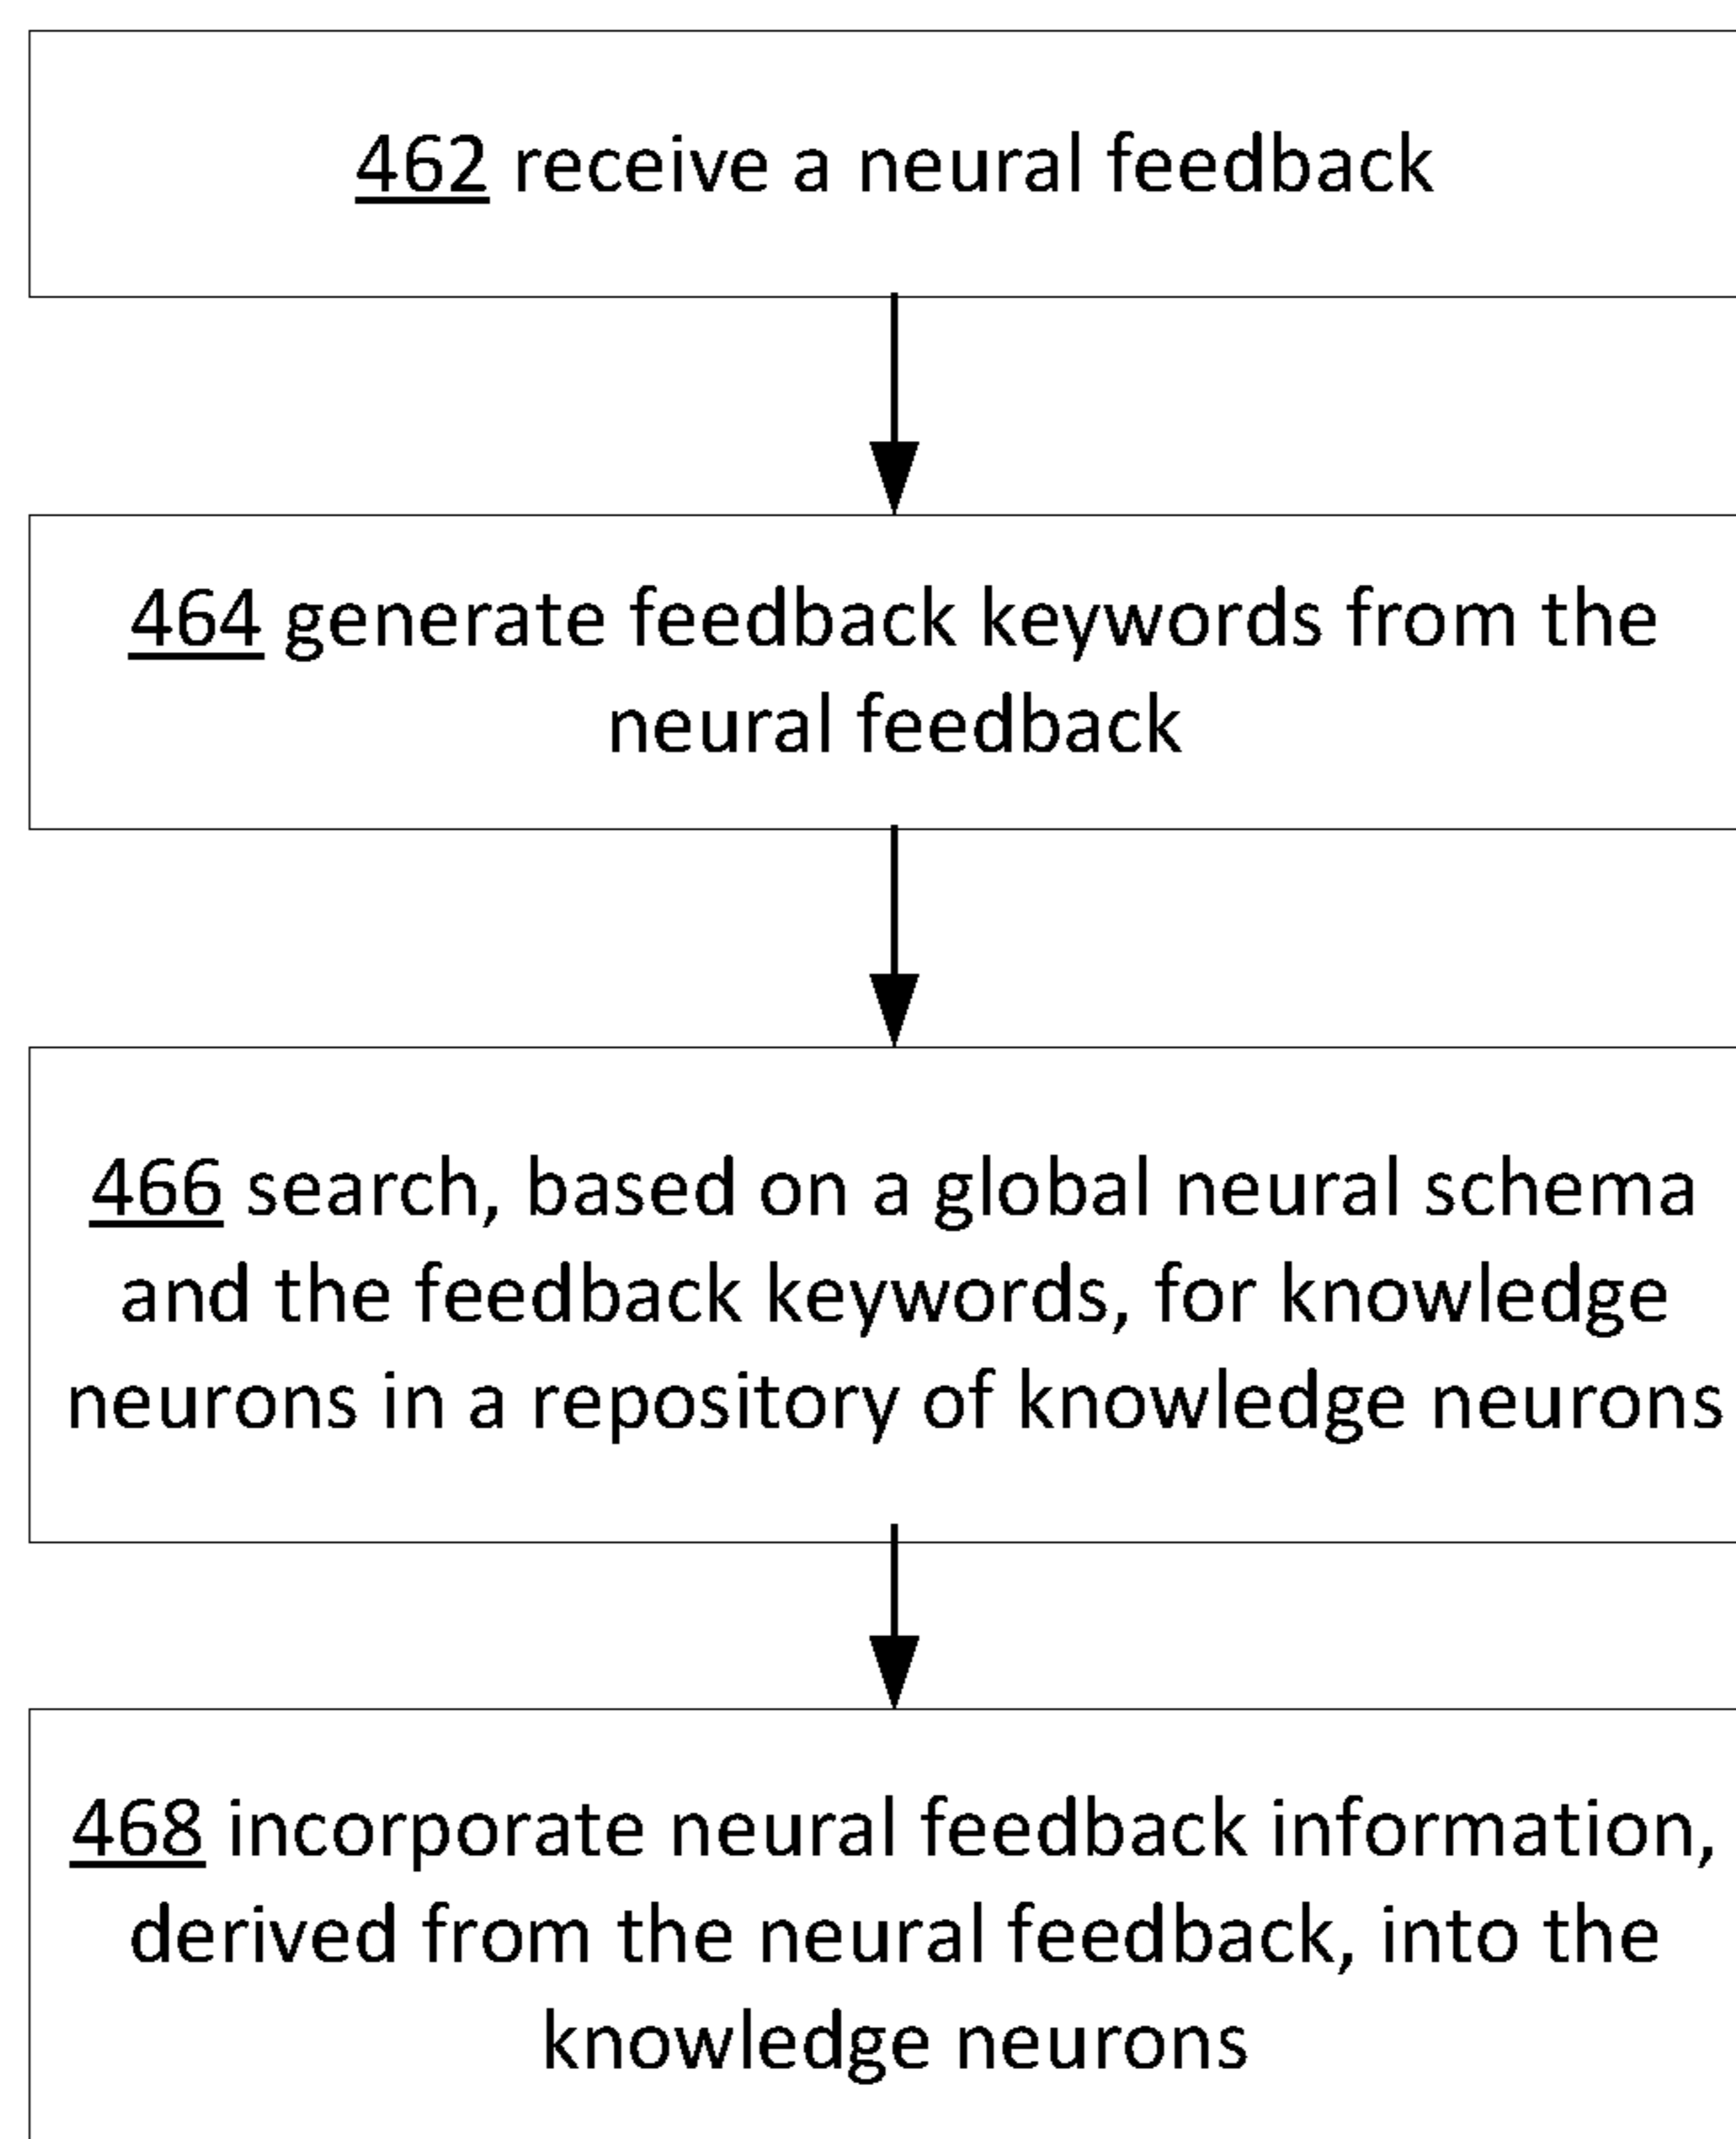 462 receive a neural feedback
464 generate feedback keywords from the
neural feedback
466 search, based on a global neural schema
and the feedback keywords, for knowledge
neurons in a repository of knowledge neurons
468 incorporate neural feedback information,
derived from the neural feedback, into the
knowledge neurons